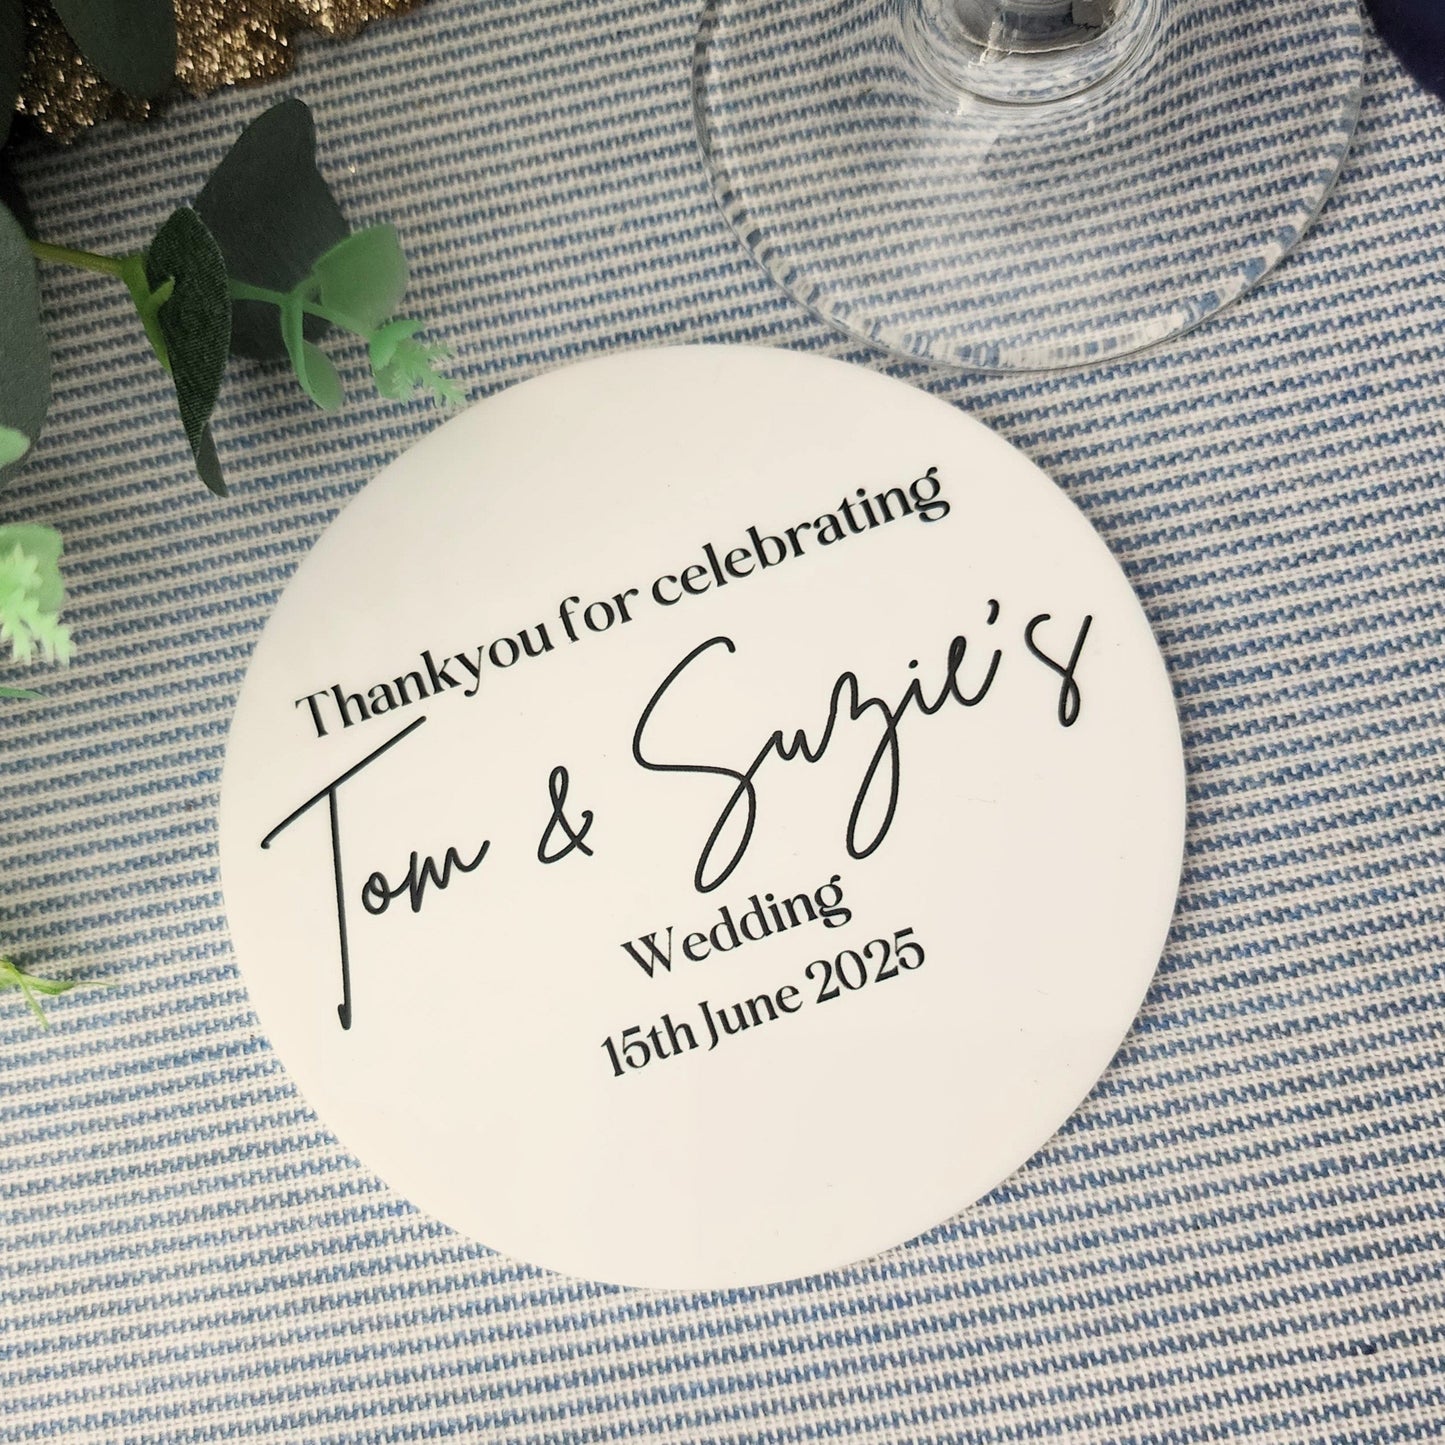 Thankyou for celebrating
Tom & Suzie's
Wedding
15th June 2025